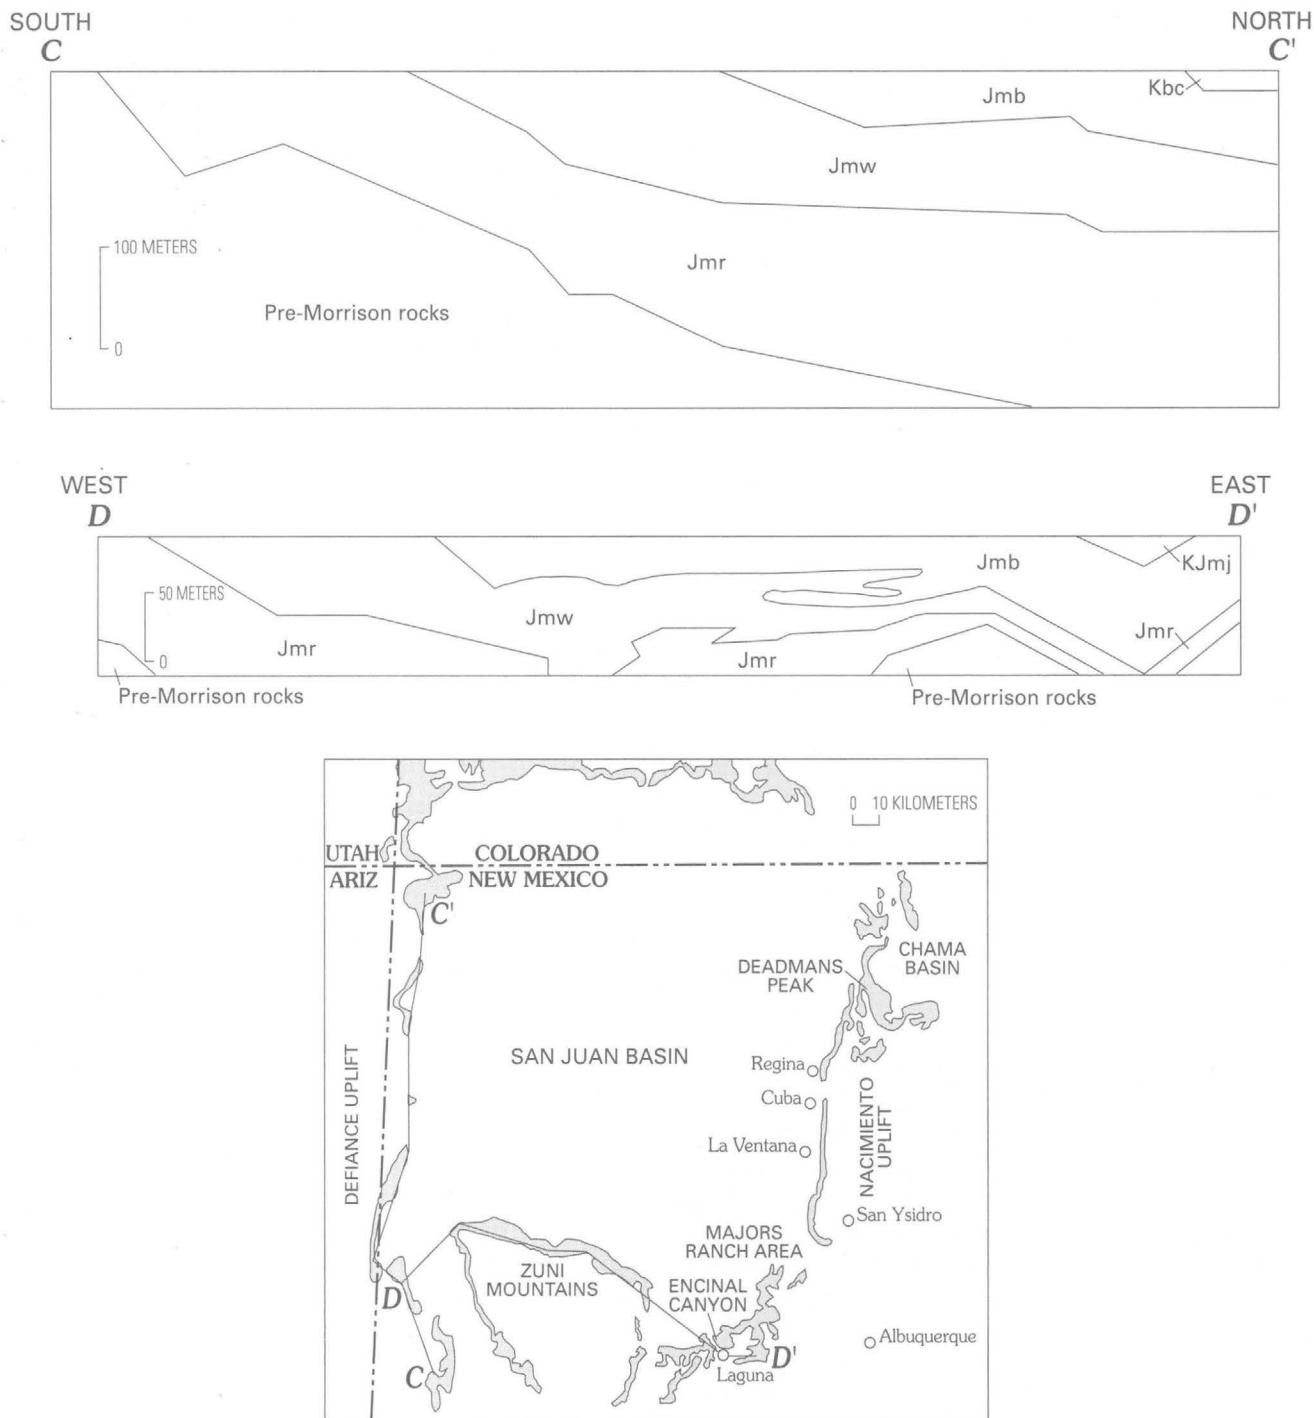 SOUTH
C
NORTH
C'
Kbc
Jmb
Jmw
100 METERS
Jmr
Pre-Morrison rocks
0
WEST
D
EAST
D'
Jmb
KJmj
50 METERS
Jmw
Jmr
Jmr
Jmr
0
Pre-Morrison rocks
Pre-Morrison rocks
0 10 KILOMETERS
UTAH
COLORADO
ARIZ
NEW MEXICO
C'
CHAMA
BASIN
DEADMANS
PEAK
SAN JUAN BASIN
Regina
Cuba
DEFIANCE UPLIFT
La Ventana
NACIMIENTO
UPLIFT
San Ysidro
MAJORS
RANCH AREA
ZUNI
MOUNTAINS
ENCINAL
CANYON
D
Albuquerque
D'
C
Laguna